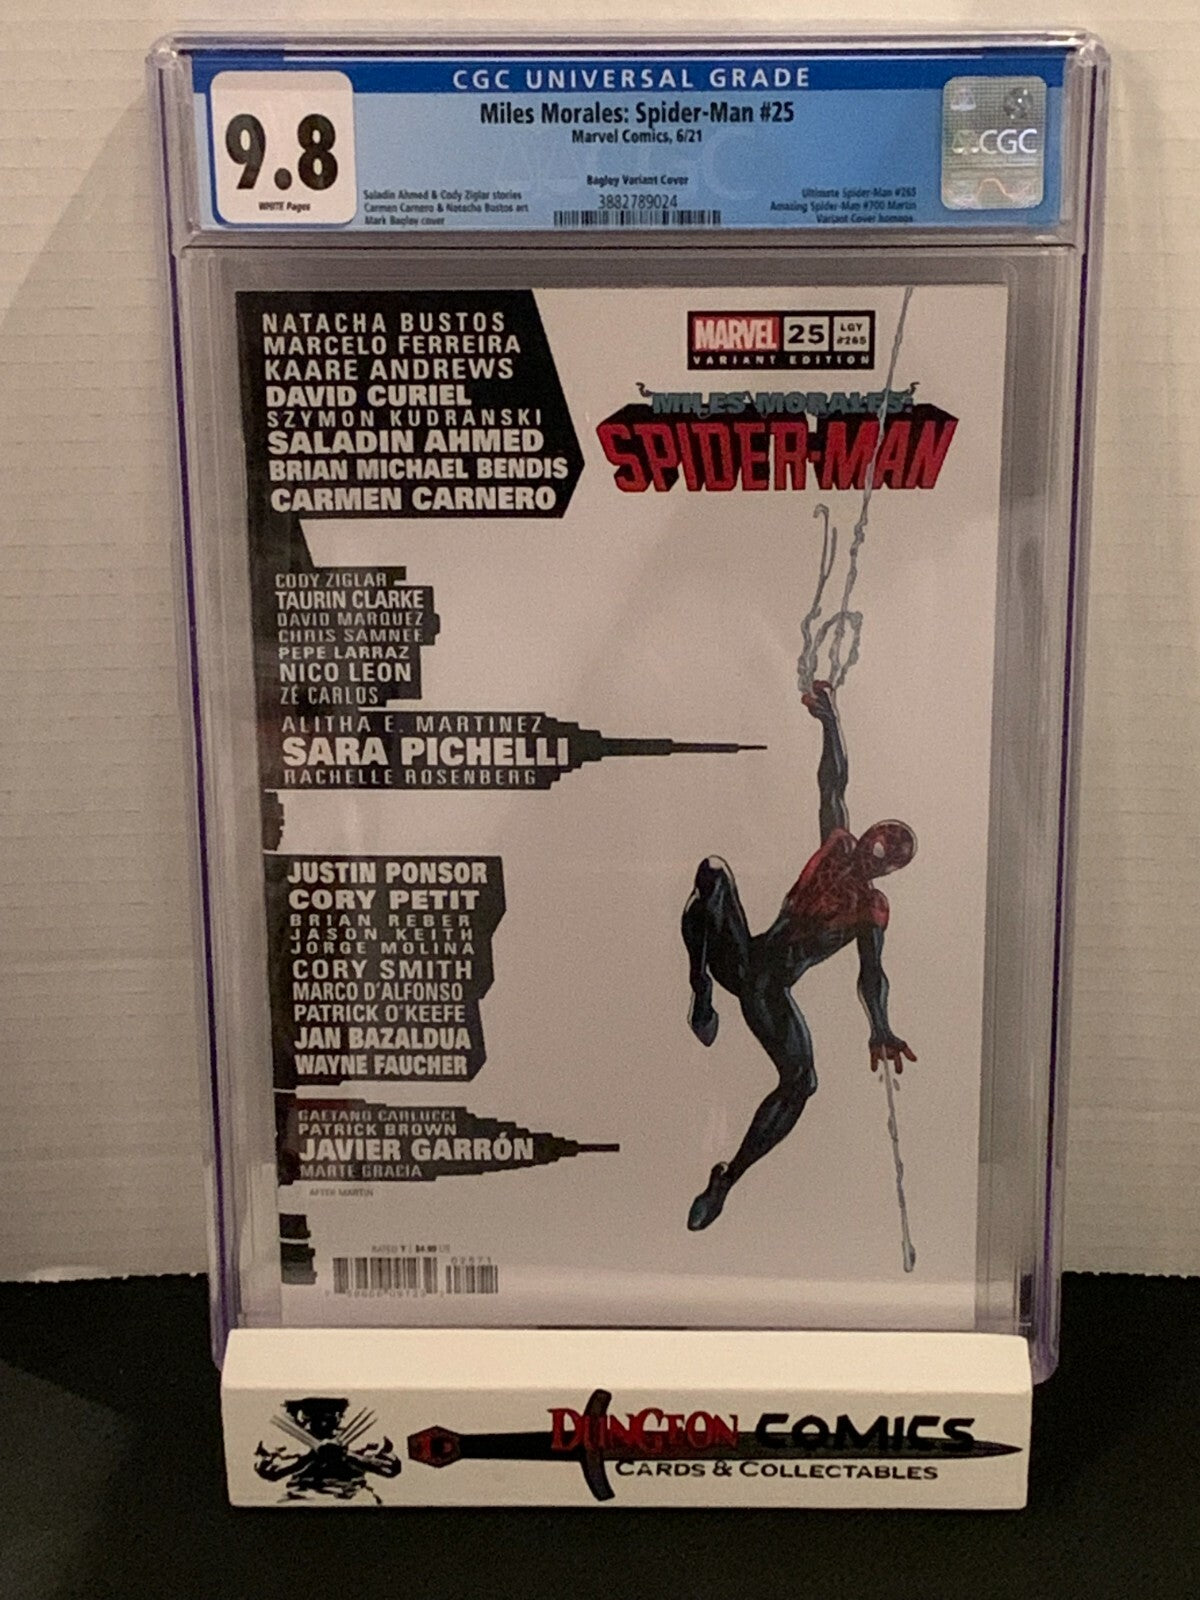 CGC UNIVERSAL GRADE
9.8
WHITE Pages
Miles Morales: Spider-Man #25
Marvel Comics, 6/21
Bagley Variant Cover
3882789024
Saladin Ahmed & Cody Ziglar stories
Carmen Carnero & Natacha Bustos art
Mark Bagley cover
Ultimate Spider-Man #265
Amazing Spider-Man #700 Martin
Variant Cover homage
CGC
NATACHA BUSTOS
MARCELO FERREIRA
KAARE ANDREWS
DAVID CURIEL
SZYMON KUDRANSKI
SALADIN AHMED
BRIAN MICHAEL BENDIS
CARMEN CARNERO
CODY ZIGLAR
TAURIN CLARKE
DAVID MARQUEZ
CHRIS SAMNEE
PEPE LARRAZ
NICO LEON
ZÉ CARLOS
ALITHA E. MARTINEZ
SARA PICHELLI
RACHELLE ROSENBERG
JUSTIN PONSOR
CORY PETIT
BRIAN REBER
JASON KEITH
JORGE MOLINA
CORY SMITH
MARCO D'ALFONSO
PATRICK O'KEEFE
JAN BAZALDUA
WAYNE FAUCHER
GAETANO CARLUCCI
PATRICK BROWN
JAVIER GARRÓN
MARTE GRACIA
AFTER MARTIN
RATED T | $4.99 US
02571
MARVEL 25 LGY #265
VARIANT EDITION
MILES MORALES:
SPIDER-MAN
DUNGEON COMICS
CARDS & COLLECTABLES